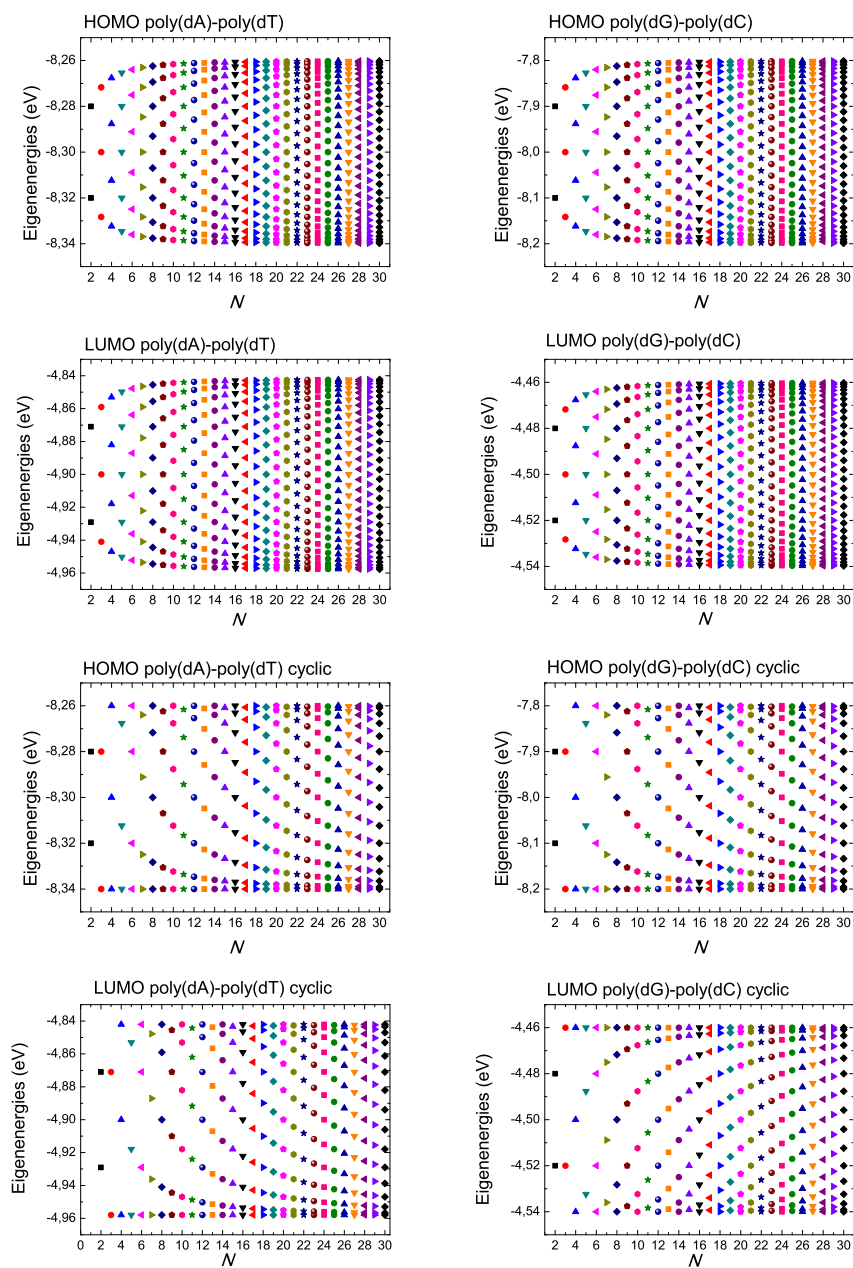 HOMO poly(dA)-poly(dT)
-8,26
-8,28
-8,30
-8,32
-8,34
Eigenenergies (eV)
2 4 6 8 10 12 14 16 18 20 22 24 26 28 30
N
HOMO poly(dG)-poly(dC)
-7,8
-7,9
-8,0
-8,1
-8,2
Eigenenergies (eV)
2 4 6 8 10 12 14 16 18 20 22 24 26 28 30
N
LUMO poly(dA)-poly(dT)
-4,84
-4,86
-4,88
-4,90
-4,92
-4,94
-4,96
Eigenenergies (eV)
2 4 6 8 10 12 14 16 18 20 22 24 26 28 30
N
LUMO poly(dG)-poly(dC)
-4,46
-4,48
-4,50
-4,52
-4,54
Eigenenergies (eV)
2 4 6 8 10 12 14 16 18 20 22 24 26 28 30
N
HOMO poly(dA)-poly(dT) cyclic
-8,26
-8,28
-8,30
-8,32
-8,34
Eigenenergies (eV)
2 4 6 8 10 12 14 16 18 20 22 24 26 28 30
N
HOMO poly(dG)-poly(dC) cyclic
-7,8
-7,9
-8,0
-8,1
-8,2
Eigenenergies (eV)
2 4 6 8 10 12 14 16 18 20 22 24 26 28 30
N
LUMO poly(dA)-poly(dT) cyclic
-4,84
-4,86
-4,88
-4,90
-4,92
-4,94
-4,96
Eigenenergies (eV)
0 2 4 6 8 10 12 14 16 18 20 22 24 26 28 30
N
LUMO poly(dG)-poly(dC) cyclic
-4,46
-4,48
-4,50
-4,52
-4,54
Eigenenergies (eV)
2 4 6 8 10 12 14 16 18 20 22 24 26 28 30
N